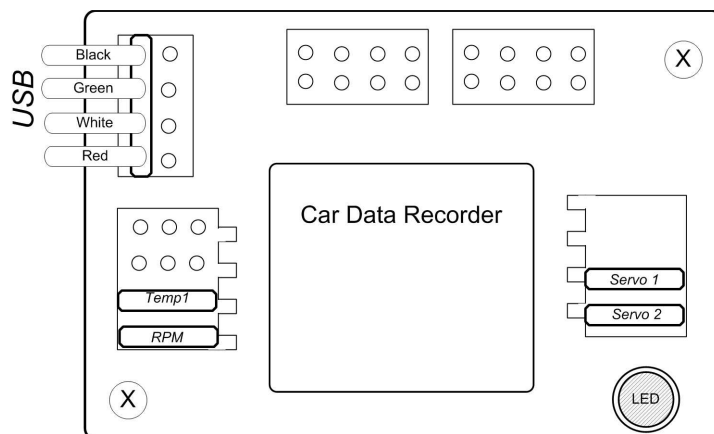 USB
Black
Green
White
Red
X
Car Data Recorder
Temp1
RPM
Servo 1
Servo 2
X
LED